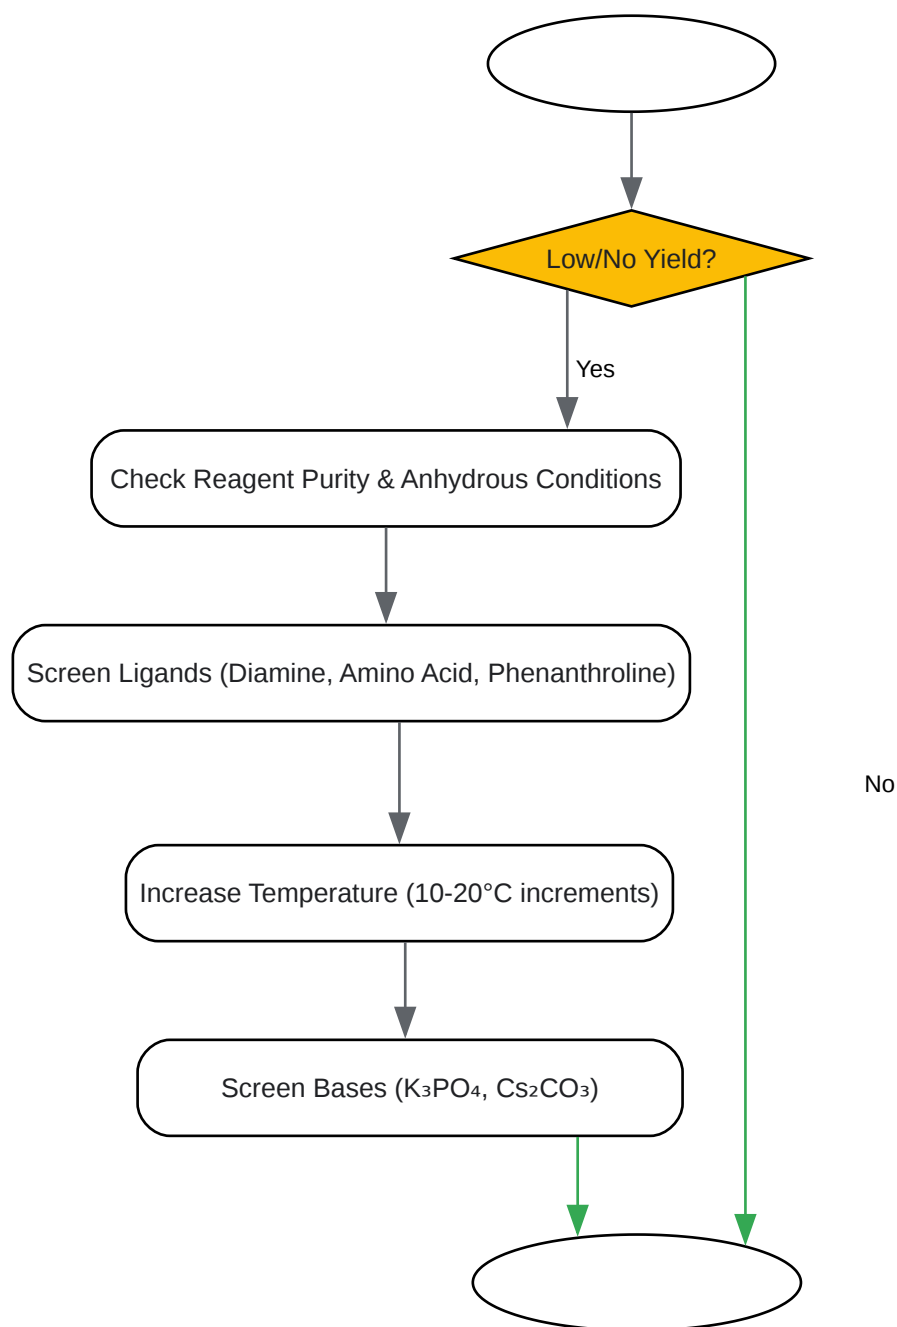 Low/No Yield?
Yes
Check Reagent Purity & Anhydrous Conditions
Screen Ligands (Diamine, Amino Acid, Phenanthroline)
No
Increase Temperature (10-20°C increments)
Screen Bases (K₃PO₄, Cs₂CO₃)